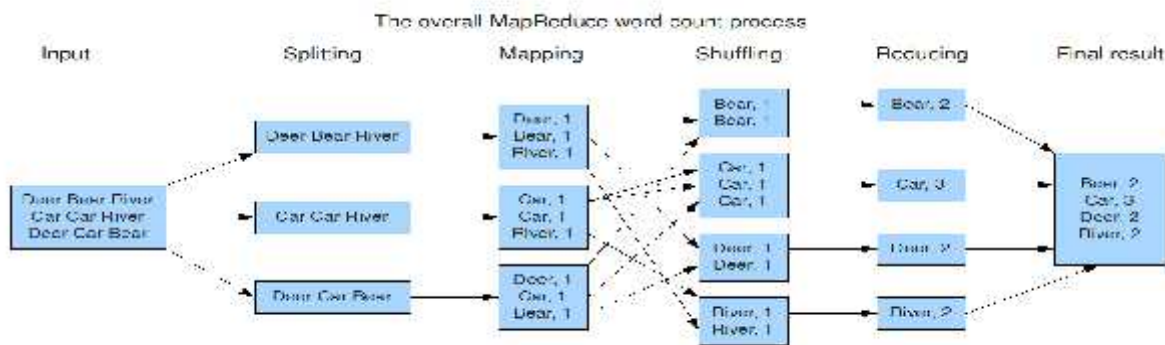 The overall MapReduce word count process
Input
Splitting
Mapping
Shuffling
Reducing
Final result
Deer Bear River
Car Car River
Deer Car Bear
Deer Bear River
Car Car River
Deer Car Bear
Deer, 1
Bear, 1
River, 1
Car, 1
Car, 1
River, 1
Deer, 1
Car, 1
Bear, 1
Bear, 1
Bear, 1
Car, 1
Car, 1
Car, 1
Deer, 1
Deer, 1
River, 1
River, 1
Bear, 2
Car, 3
Deer, 2
River, 2
Bear, 2
Car, 3
Deer, 2
River, 2